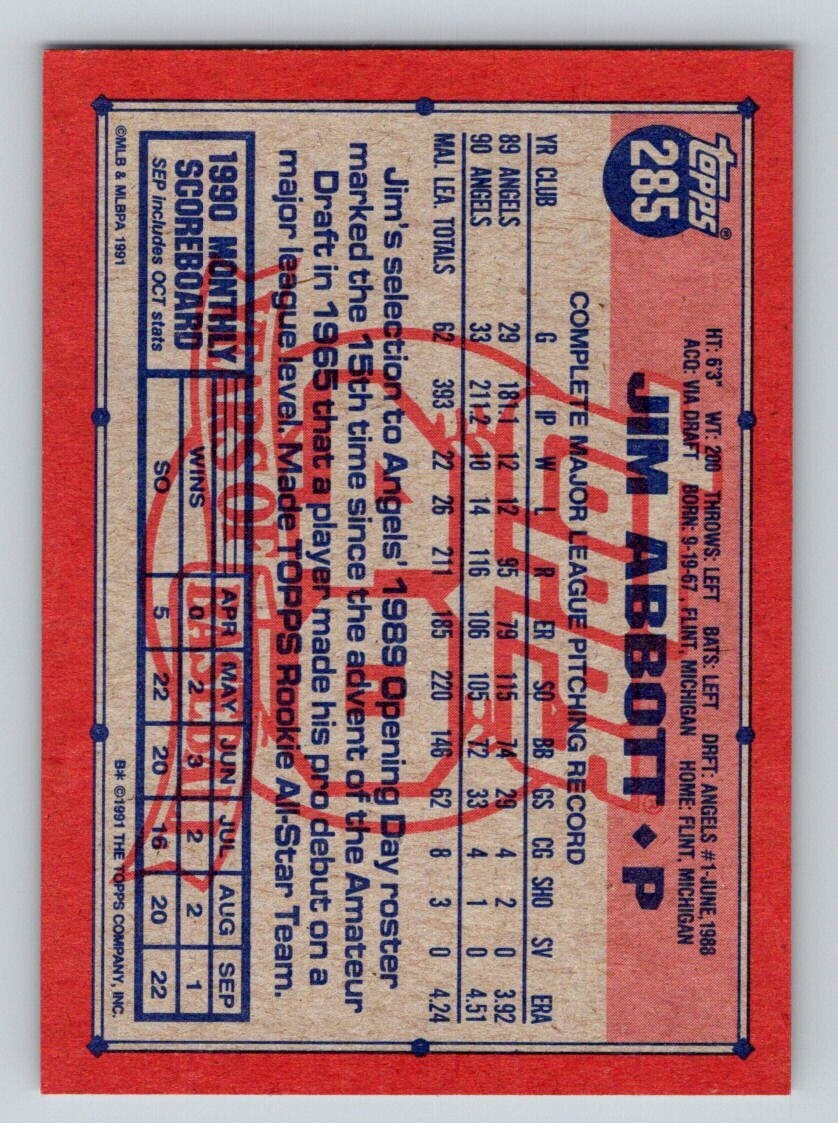 topps®
285
JIM ABBOTT ◆ P
HT: 6'3" WT: 200 THROWS: LEFT BATS: LEFT DRFT: ANGELS #1-JUNE, 1988
ACQ: VIA DRAFT BORN: 9-19-67, FLINT, MICHIGAN HOME: FLINT, MICHIGAN
COMPLETE MAJOR LEAGUE PITCHING RECORD
YR CLUB G IP W L R ER SO BB GS CG SHO SV ERA
89 ANGELS 29 181.1 12 12 95 79 115 74 29 4 2 0 3.92
90 ANGELS 33 211.2 10 14 116 106 105 72 33 4 1 0 4.51
MAJ. LEA. TOTALS 62 393 22 26 211 185 220 146 62 8 3 0 4.24
Jim's selection to Angels' 1989 Opening Day roster
marked the 15th time since the advent of the Amateur
Draft in 1965 that a player made his pro debut on a
major league level. Made TOPPS Rookie All-Star Team.
1990 MONTHLY
SCOREBOARD
SEP includes OCT stats
APR MAY JUN JUL AUG SEP
WINS 0 2 3 2 2 1
SO 5 22 20 16 20 22
topps
40
YEARS OF BASEBALL
©MLB & MLBPA 1991
B* ©1991 THE TOPPS COMPANY, INC.